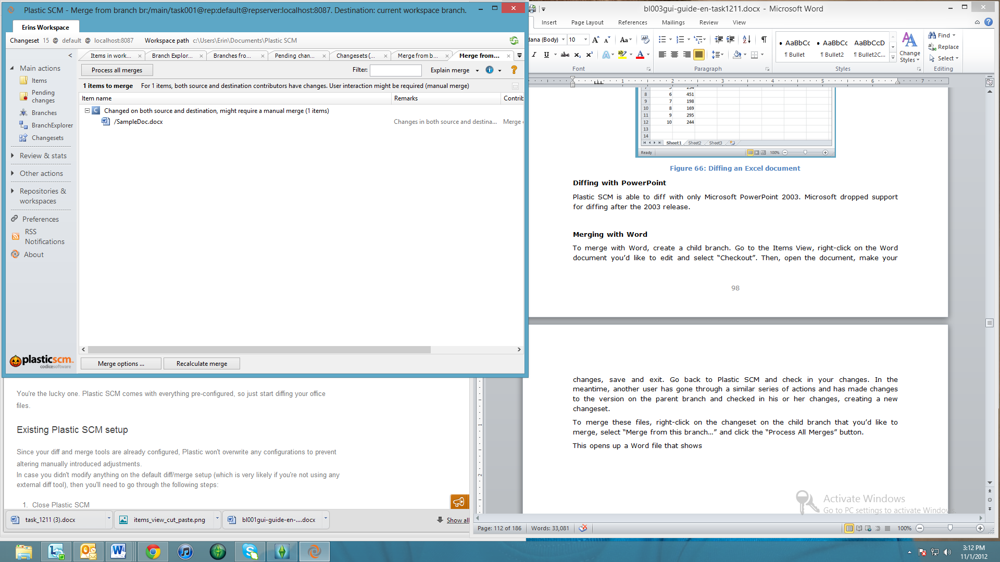 Plastic SCM - Merge from branch br:/main/task001@rep:default@repserver:localhost:8087. Destination: current workspace branch.
Erins Workspace
Changeset 15 @ default @ localhost:8087 Workspace path c:\Users\Erin\Documents\Plastic SCM
Items in work...
Branch Explor...
Branches fro...
Pending chan...
Changesets (...
Merge from b...
Merge from...
Main actions
Items
Pending
changes
Branches
BranchExplorer
Changesets
Review & stats
Other actions
Repositories &
workspaces
Preferences
RSS
Notifications
About
plasticscm
codicesoftware
Process all merges
Filter:
Explain merge
1 items to merge For 1 items, both source and destination contributors have changes. User interaction might be required (manual merge)
Item name Remarks Contrib
Changed on both source and destination, might require a manual merge (1 items)
/SampleDoc.docx Changes in both source and destina... Merge
Merge options ...
Recalculate merge
You're the lucky one. Plastic SCM comes with everything pre-configured, so just start diffing your office
files.
Existing Plastic SCM setup
Since your diff and merge tools are already configured, Plastic won't overwrite any configurations to prevent
altering manually introduced adjustments.
In case you didn't modify anything on the default diff/merge setup (which is very likely if you're not using any
external diff tool), then you'll need to go through the following steps:
1. Close Plastic SCM
task_1211 (3).docx
items_view_cut_paste.png
bl001gui-guide-en-....docx
Show all
bl003gui-guide-en-task1211.docx - Microsoft Word
Insert Page Layout References Mailings Review View
dana (Body) 10
Font
Paragraph
AaBbCc AaBbCc AaBbCcD
¶ Bullet ¶ Bullet2 ¶ Bullet2C...
Change
Styles
Styles
Find
Replace
Select
Editing
1 2 3 4 5 6 7
8 6 451
9 7 198
10 8 169
11 9 295
12 10 244
13
14
Sheet1 Sheet2 Sheet3
Ready 100%
Figure 66: Diffing an Excel document
Diffing with PowerPoint
Plastic SCM is able to diff with only Microsoft PowerPoint 2003. Microsoft dropped support
for diffing after the 2003 release.
Merging with Word
To merge with Word, create a child branch. Go to the Items View, right-click on the Word
document you’d like to edit and select “Checkout”. Then, open the document, make your
98
changes, save and exit. Go back to Plastic SCM and check in your changes. In the
meantime, another user has gone through a similar series of actions and has made changes
to the version on the parent branch and checked in his or her changes, creating a new
changeset.
To merge these files, right-click on the changeset on the child branch that you’d like to
merge, select “Merge from this branch…” and click the “Process All Merges” button.
This opens up a Word file that shows
Activate Windows
Go to PC settings to activate Windows.
Page: 112 of 186 Words: 33,081 100%
3:12 PM
11/1/2012